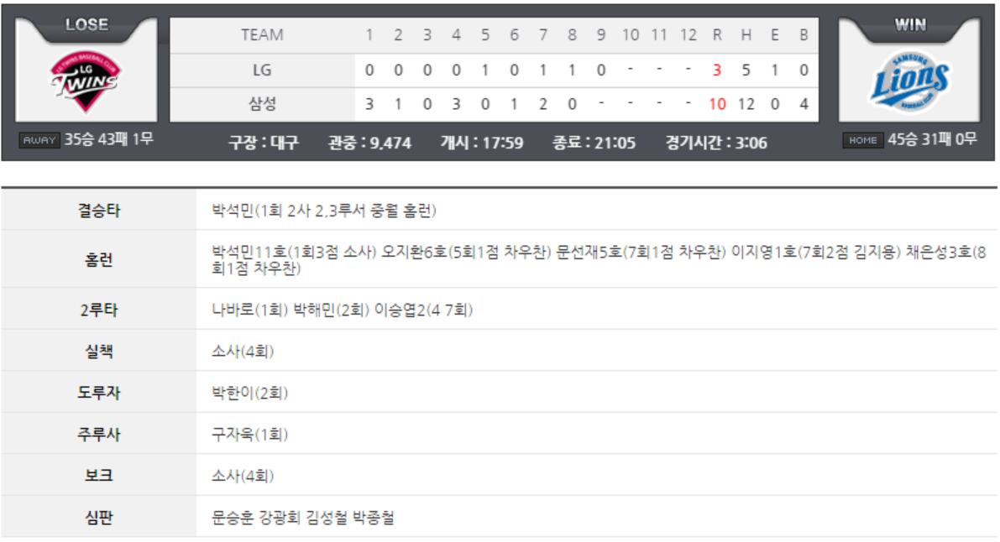 LOSE
WIN
TEAM 1 2 3 4 5 6 7 8 9 10 11 12 R H E B
LG 0 0 0 0 1 0 1 1 0 - - - 3 5 1 0
삼성 3 1 0 3 0 1 2 0 - - - - 10 12 0 4
LG TWINS BASEBALL CLUB
LG
TWINS
SAMSUNG
Lions
BASEBALL CLUB
AWAY 35승 43패 1무
구장 : 대구 관중 : 9,474 개시 : 17:59 종료 : 21:05 경기시간 : 3:06
HOME 45승 31패 0무
결승타 박석민(1회 2사 2,3루서 중월 홈런)
홈런 박석민11호(1회3점 소사) 오지환6호(5회1점 차우찬) 문선재5호(7회1점 차우찬) 이지영1호(7회2점 김지용) 채은성3호(8
회1점 차우찬)
2루타 나바로(1회) 박해민(2회) 이승엽2(4 7회)
실책 소사(4회)
도루자 박한이(2회)
주루사 구자욱(1회)
보크 소사(4회)
심판 문승훈 강광회 김성철 박종철